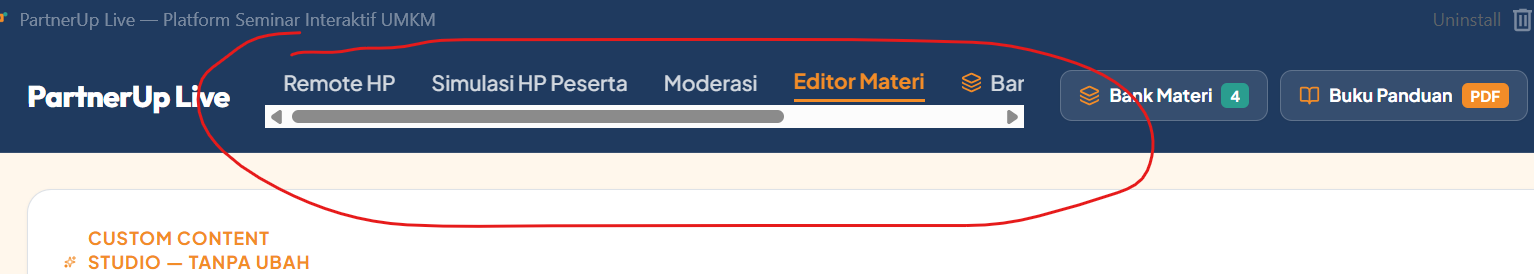 PartnerUp Live — Platform Seminar Interaktif UMKM
Uninstall
PartnerUp Live
Remote HP
Simulasi HP Peserta
Moderasi
Editor Materi
Ban
Bank Materi 4
Buku Panduan PDF
CUSTOM CONTENT
STUDIO — TANPA UBAH